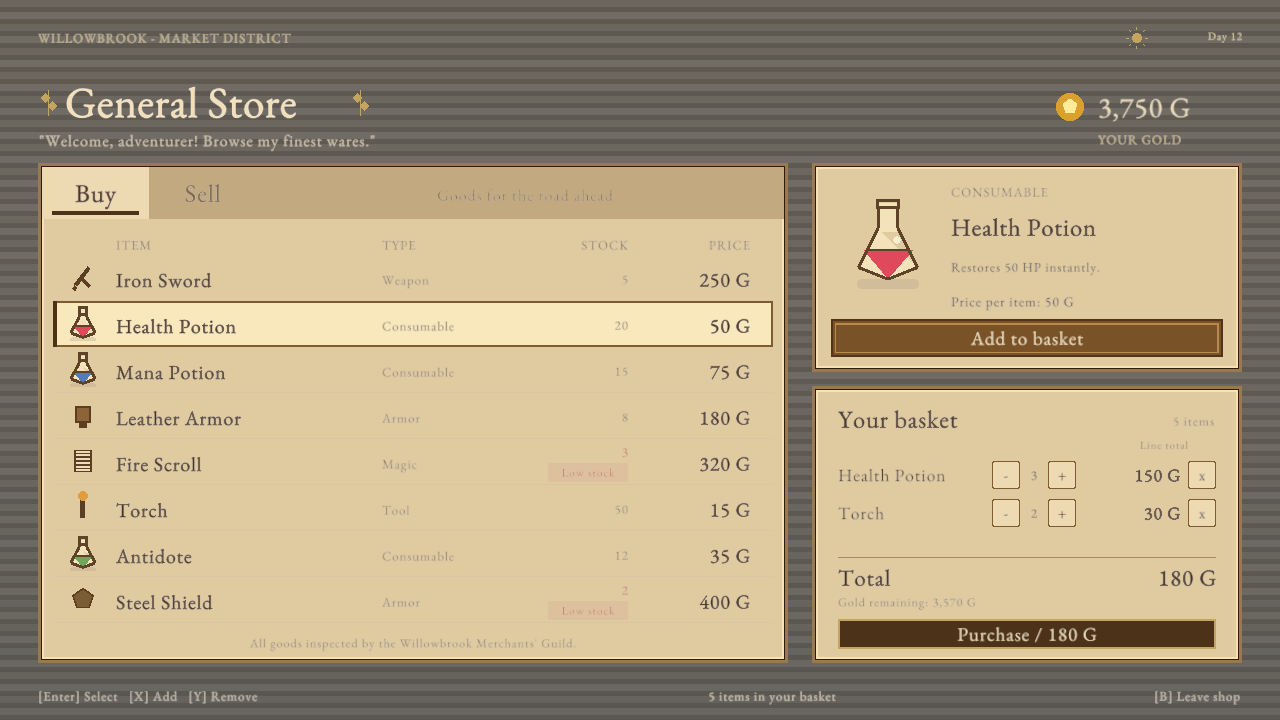 WILLOWBROOK - MARKET DISTRICT
Day 12
General Store
3,750 G
"Welcome, adventurer! Browse my finest wares."
YOUR GOLD
Buy
Sell
Goods for the road ahead
ITEM TYPE STOCK PRICE
Iron Sword Weapon 5 250 G
Health Potion Consumable 20 50 G
Mana Potion Consumable 15 75 G
Leather Armor Armor 8 180 G
Fire Scroll Magic 3 320 G
Low stock
Torch Tool 50 15 G
Antidote Consumable 12 35 G
Steel Shield Armor 2 400 G
Low stock
All goods inspected by the Willowbrook Merchants' Guild.
CONSUMABLE
Health Potion
Restores 50 HP instantly.
Price per item: 50 G
Add to basket
Your basket
5 items
Line total
Health Potion - 3 + 150 G x
Torch - 2 + 30 G x
Total 180 G
Gold remaining: 3,570 G
Purchase / 180 G
[Enter] Select [X] Add [Y] Remove
5 items in your basket
[B] Leave shop